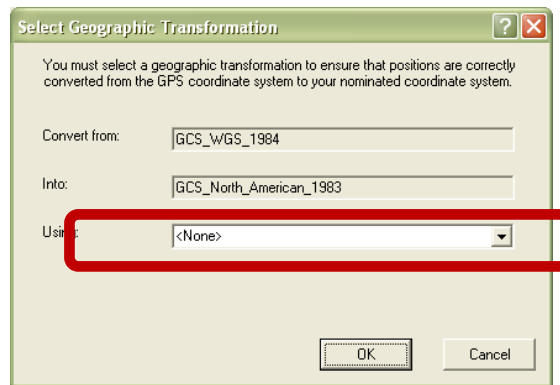 Select Geographic Transformation
You must select a geographic transformation to ensure that positions are correctly
converted from the GPS coordinate system to your nominated coordinate system.
Convert from: GCS_WGS_1984
Into: GCS_North_American_1983
Using: <None>
OK Cancel